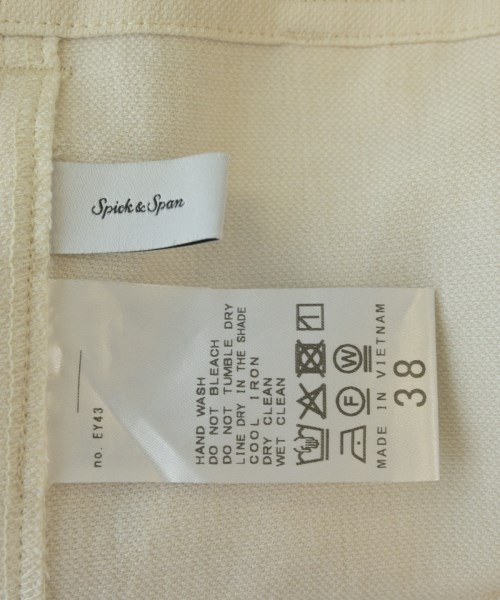 Spick & Span
HAND WASH
DO NOT BLEACH
DO NOT TUMBLE DRY
LINE DRY IN THE SHADE
COOL IRON
DRY CLEAN
WET CLEAN
F W
MADE IN VIETNAM
38
no. EY43